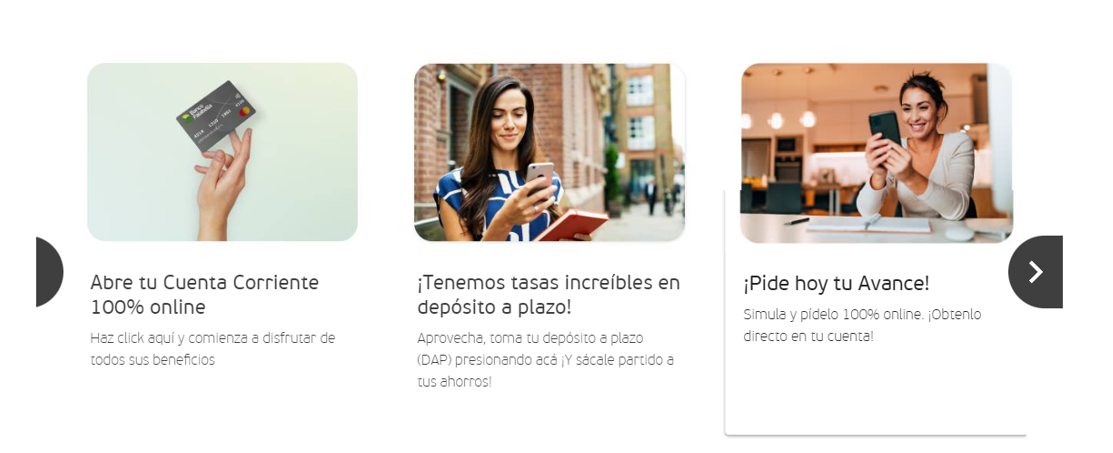 Banco
Falabella
Abre tu Cuenta Corriente
100% online
Haz click aquí y comienza a disfrutar de
todos sus beneficios
¡Tenemos tasas increíbles en
depósito a plazo!
Aprovecha, toma tu depósito a plazo
(DAP) presionando acá ¡Y sácale partido a
tus ahorros!
¡Pide hoy tu Avance!
Simula y pídelo 100% online. ¡Obtenlo
directo en tu cuenta!